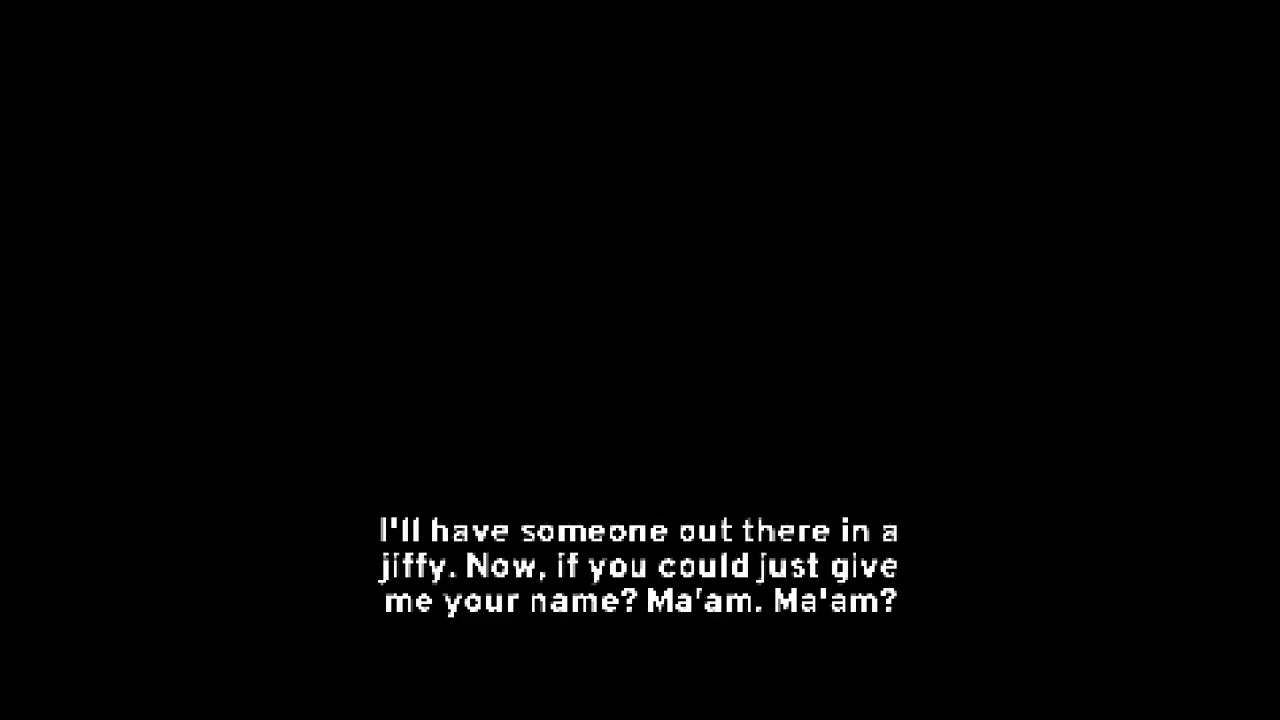 I'll have someone out there in a
jiffy. Now, if you could just give
me your name? Ma'am. Ma'am?